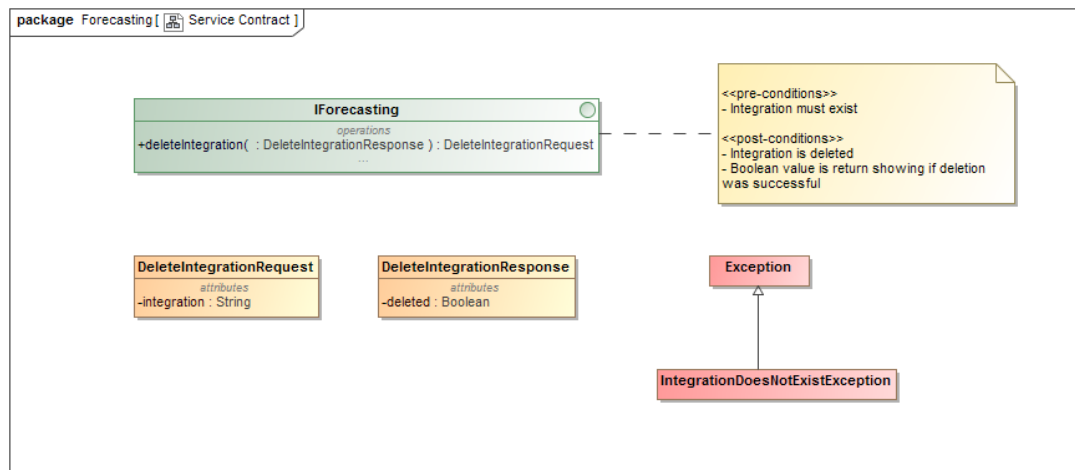 package Forecasting [ Service Contract ]
IForecasting
operations
+deleteIntegration( : DeleteIntegrationResponse ) : DeleteIntegrationRequest
...
<<pre-conditions>>
- Integration must exist
<<post-conditions>>
- Integration is deleted
- Boolean value is return showing if deletion
was successful
DeleteIntegrationRequest
attributes
-integration : String
DeleteIntegrationResponse
attributes
-deleted : Boolean
Exception
IntegrationDoesNotExistException